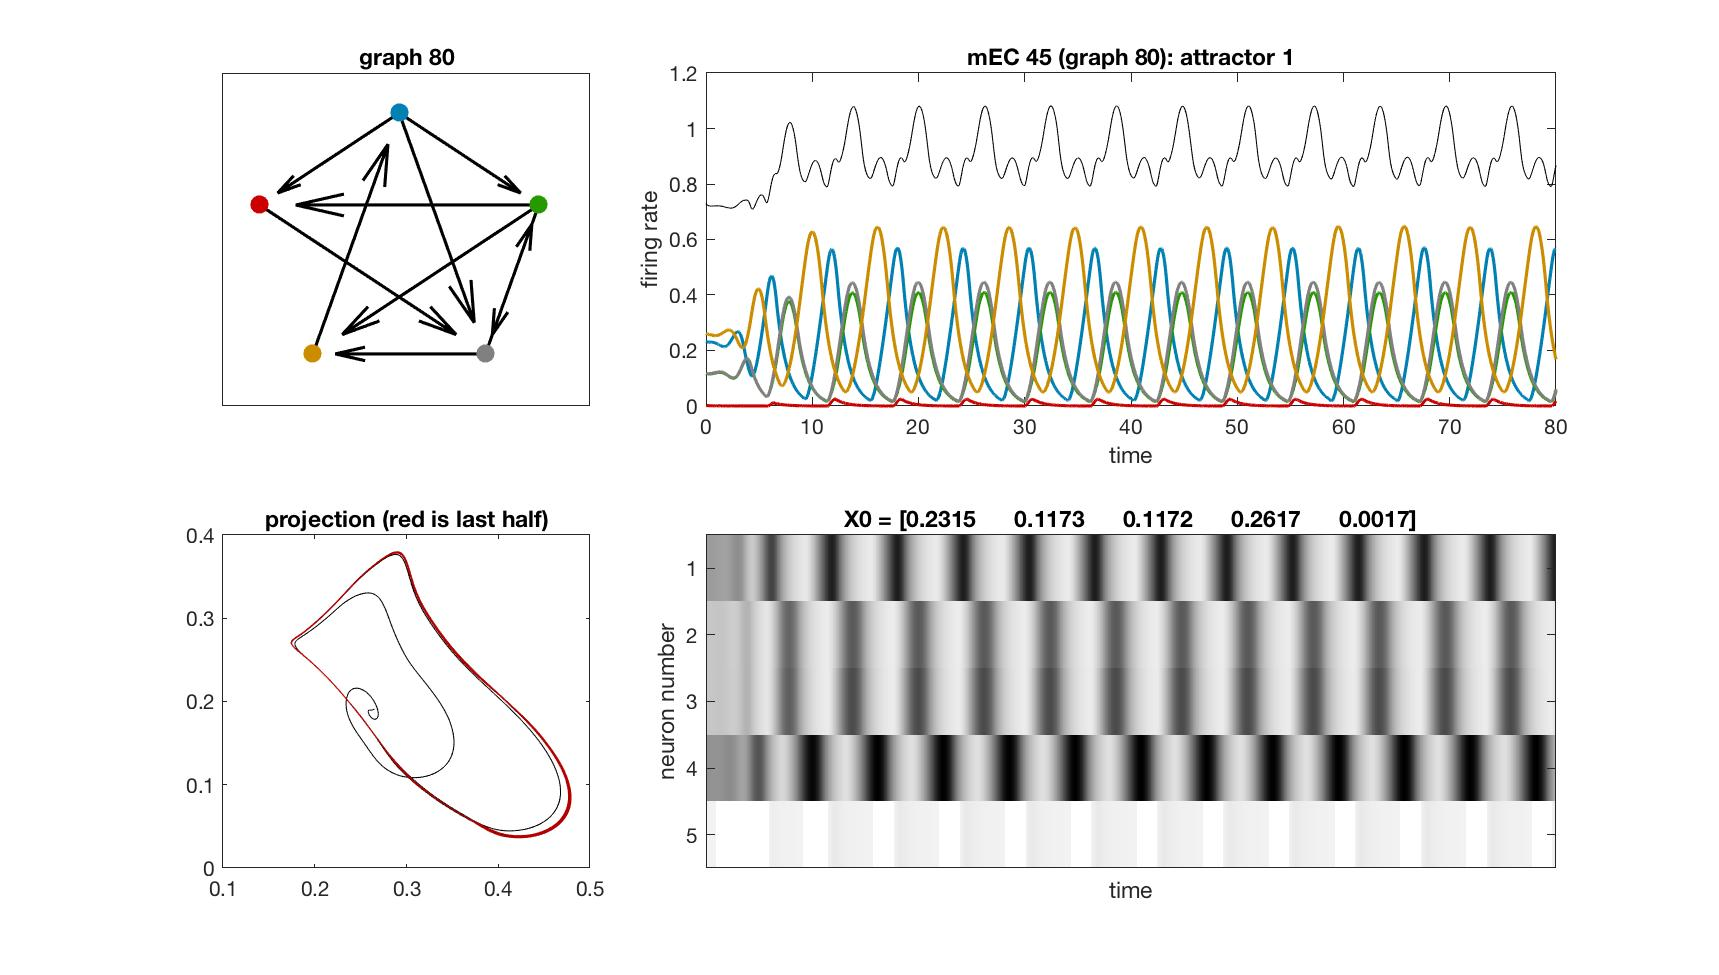 graph 80
mEC 45 (graph 80): attractor 1
1.2
1
0.8
0.6
0.4
0.2
0
firing rate
0 10 20 30 40 50 60 70 80
time
projection (red is last half)
0.4
0.3
0.2
0.1
0
0.1 0.2 0.3 0.4 0.5
X0 = [0.2315 0.1173 0.1172 0.2617 0.0017]
1
2
3
4
5
neuron number
time